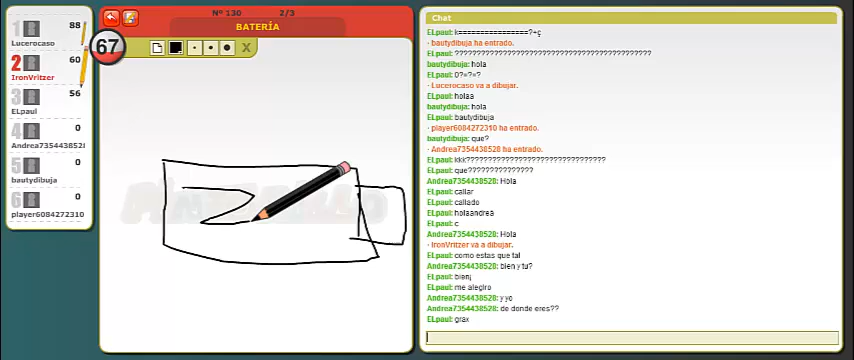 1 88
Lucerocaso
2 60
IronVritzer
3 56
ELpaul
4 0
Andrea7354438528
5 0
bautydibuja
6 0
player6084272310
67
Nº 130 2/3
BATERÍA
X
Chat
ELpaul: k================?+ç
· bautydibuja ha entrado.
ELpaul: ??????????????????????????????????????????????????
bautydibuja: hola
ELpaul: 0?=?=?
· Lucerocaso va a dibujar.
ELpaul: holaa
bautydibuja: hola
ELpaul: bautydibuja
· player6084272310 ha entrado.
bautydibuja: que?
· Andrea7354438528 ha entrado.
ELpaul: kkk???????????????????????????????
ELpaul: que???????????????
Andrea7354438528: Hola
ELpaul: callar
ELpaul: callado
ELpaul: holaandrea
ELpaul: c
Andrea7354438528: Hola
· IronVritzer va a dibujar.
ELpaul: como estas que tal
Andrea7354438528: bien y tu?
ELpaul: bienj
ELpaul: me alegiro
Andrea7354438528: y yo
Andrea7354438528: de donde eres??
ELpaul: grax